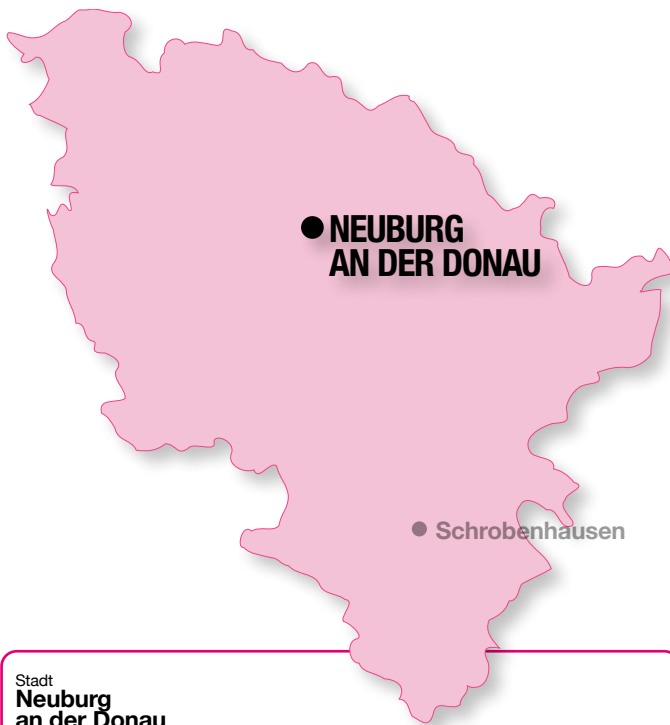 NEUBURG
AN DER DONAU
Schrobenhausen
Stadt
Neuburg
an der Donau